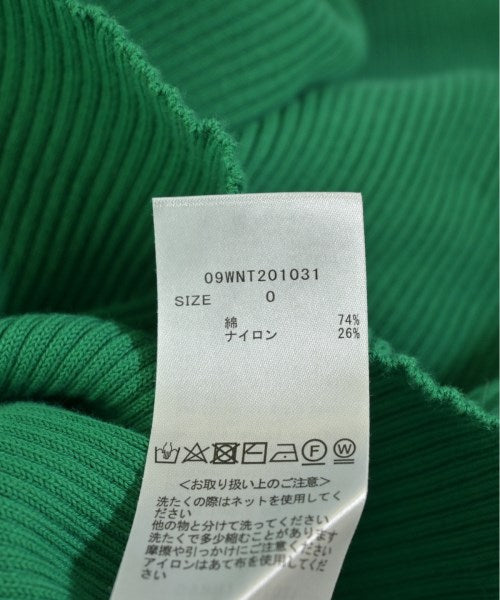 09WNT201031
SIZE 0
綿 74%
ナイロン 26%
<お取り扱い上のご注意>
洗たくの際はネットを使用してく
ださい
他の物と分けて洗ってください
洗たくで多少縮むことがあります
摩擦や引っかけにご注意ください
アイロンはあて布を使用してくだ
さい